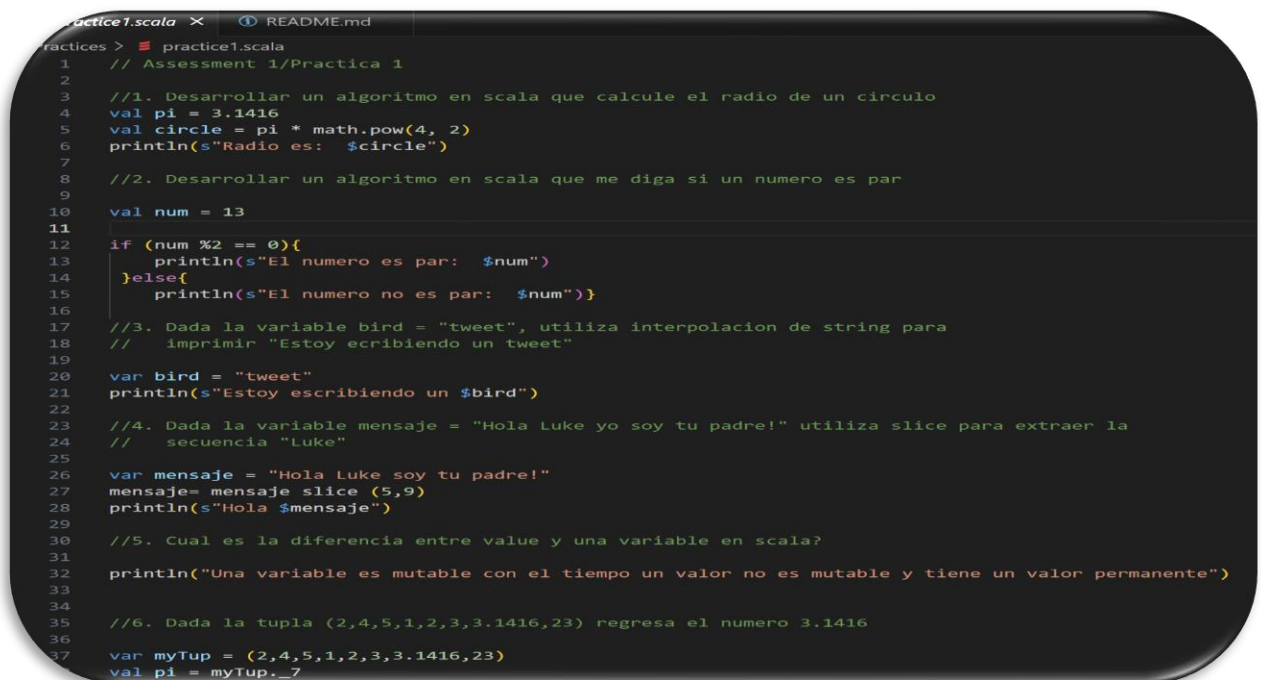 actice1.scala × README.md
ractices > practice1.scala
1 // Assessment 1/Practica 1
2
3 //1. Desarrollar un algoritmo en scala que calcule el radio de un circulo
4 val pi = 3.1416
5 val circle = pi * math.pow(4, 2)
6 println(s"Radio es:  $circle")
7
8 //2. Desarrollar un algoritmo en scala que me diga si un numero es par
9
10 val num = 13
11
12 if (num %2 == 0){
13 println(s"El numero es par:  $num")
14 }else{
15 println(s"El numero no es par:  $num")}
16
17 //3. Dada la variable bird = "tweet", utiliza interpolacion de string para
18 //   imprimir "Estoy ecribiendo un tweet"
19
20 var bird = "tweet"
21 println(s"Estoy escribiendo un $bird")
22
23 //4. Dada la variable mensaje = "Hola Luke yo soy tu padre!" utiliza slice para extraer la
24 //   secuencia "Luke"
25
26 var mensaje = "Hola Luke soy tu padre!"
27 mensaje= mensaje slice (5,9)
28 println(s"Hola $mensaje")
29
30 //5. Cual es la diferencia entre value y una variable en scala?
31
32 println("Una variable es mutable con el tiempo un valor no es mutable y tiene un valor permanente")
33
34
35 //6. Dada la tupla (2,4,5,1,2,3,3.1416,23) regresa el numero 3.1416
36
37 var myTup = (2,4,5,1,2,3,3.1416,23)
val pi = myTup._7